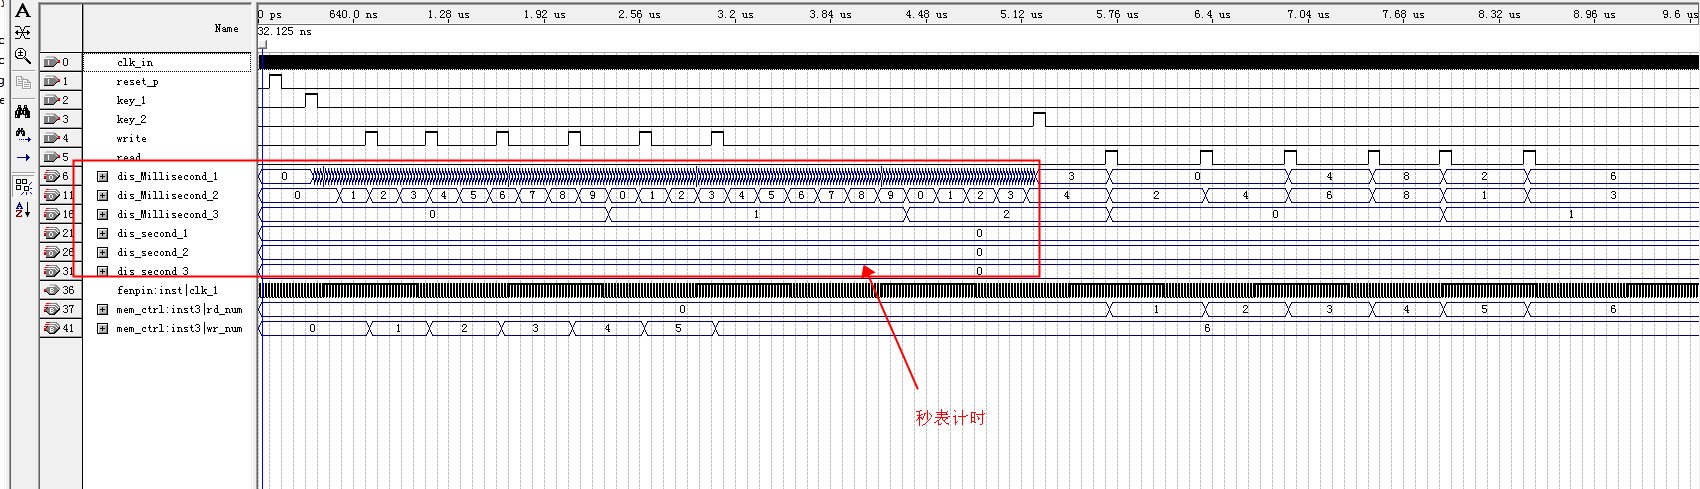 0 ps 640.0 ns 1.28 us 1.92 us 2.56 us 3.2 us 3.84 us 4.48 us 5.12 us 5.76 us 6.4 us 7.04 us 7.68 us 8.32 us 8.96 us 9.6 us
Name
32.125 ns
0 clk_in
1 reset_p
2 key_1
3 key_2
4 write
5 read
6 dis_Millisecond_1 0 3 0 4 8 2 6
11 dis_Millisecond_2 0 1 2 3 4 5 6 7 8 9 0 1 2 3 4 5 6 7 8 9 0 1 2 3 4 2 4 6 8 1 3
16 dis_Millisecond_3 0 1 2 0 1
21 dis_second_1 0
26 dis_second_2 0
31 dis_second_3 0
36 fenpin:inst|clk_1
37 mem_ctrl:inst3|rd_num 0 1 2 3 4 5 6
41 mem_ctrl:inst3|wr_num 0 1 2 3 4 5 6
秒表计时